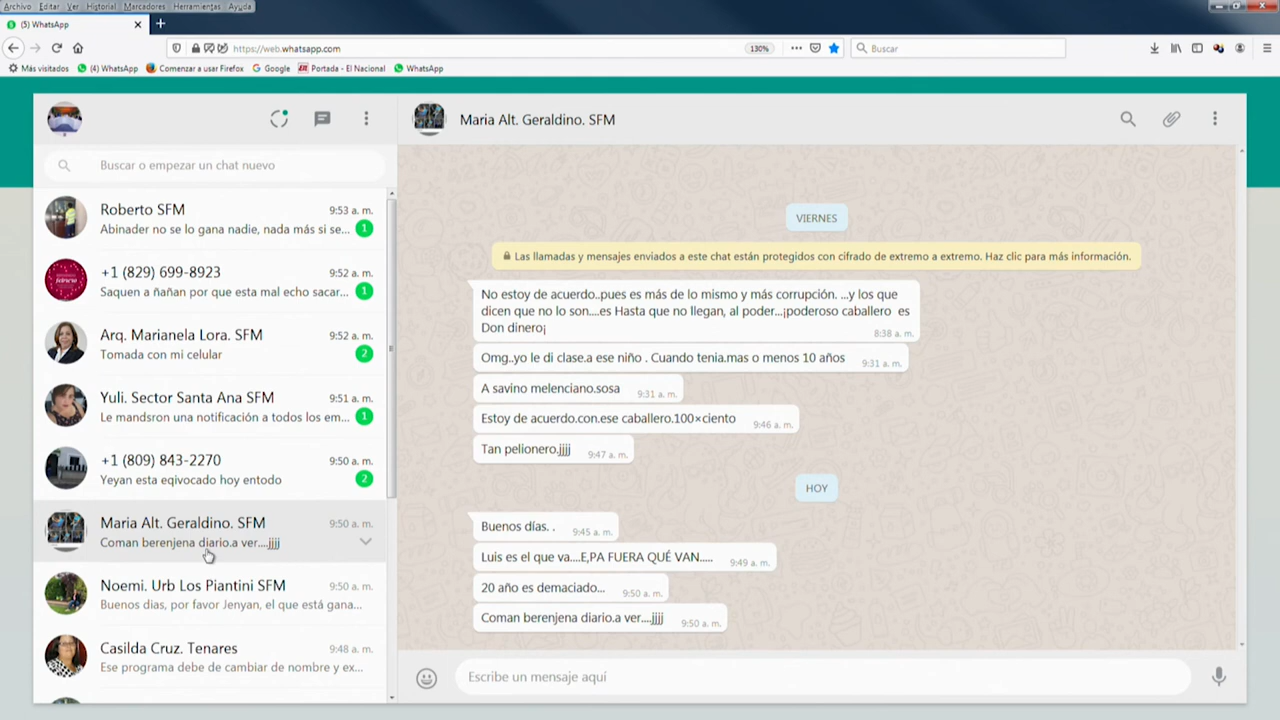 Archivo Editar Ver Historial Marcadores Herramientas Ayuda
(5) WhatsApp
https://web.whatsapp.com
130%
Buscar
Más visitados
(4) WhatsApp
Comenzar a usar Firefox
Google
Portada - El Nacional
WhatsApp
Buscar o empezar un chat nuevo
Roberto SFM
9:53 a. m.
Abinader no se lo gana nadie, nada más si se...
1
+1 (829) 699-8923
9:52 a. m.
Saquen a ñañan por que esta mal echo sacar...
1
Arq. Marianela Lora. SFM
9:52 a. m.
Tomada con mi celular
2
Yuli. Sector Santa Ana SFM
9:51 a. m.
Le mandsron una notificación a todos los em...
1
+1 (809) 843-2270
9:50 a. m.
Yeyan esta eqivocado hoy entodo
2
Maria Alt. Geraldino. SFM
9:50 a. m.
Coman berenjena diario.a ver....jjjj
Noemi. Urb Los Piantini SFM
9:50 a. m.
Buenos dias, por favor Jenyan, el que está gana...
Casilda Cruz. Tenares
9:48 a. m.
Ese programa debe de cambiar de nombre y ex...
Maria Alt. Geraldino. SFM
VIERNES
Las llamadas y mensajes enviados a este chat están protegidos con cifrado de extremo a extremo. Haz clic para más información.
No estoy de acuerdo..pues es más de lo mismo y más corrupción. ...y los que
dicen que no lo son....es Hasta que no llegan, al poder...¡poderoso caballero es
Don dinero¡
8:38 a. m.
Omg..yo le di clase.a ese niño . Cuando tenia.mas o menos 10 años
9:31 a. m.
A savino melenciano.sosa
9:31 a. m.
Estoy de acuerdo.con.ese caballero.100×ciento
9:46 a. m.
Tan pelionero.jjjj
9:47 a. m.
HOY
Buenos días. .
9:45 a. m.
Luis es el que va....E,PA FUERA QUÉ VAN.....
9:49 a. m.
20 año es demaciado...
9:50 a. m.
Coman berenjena diario.a ver....jjjj
9:50 a. m.
Escribe un mensaje aquí